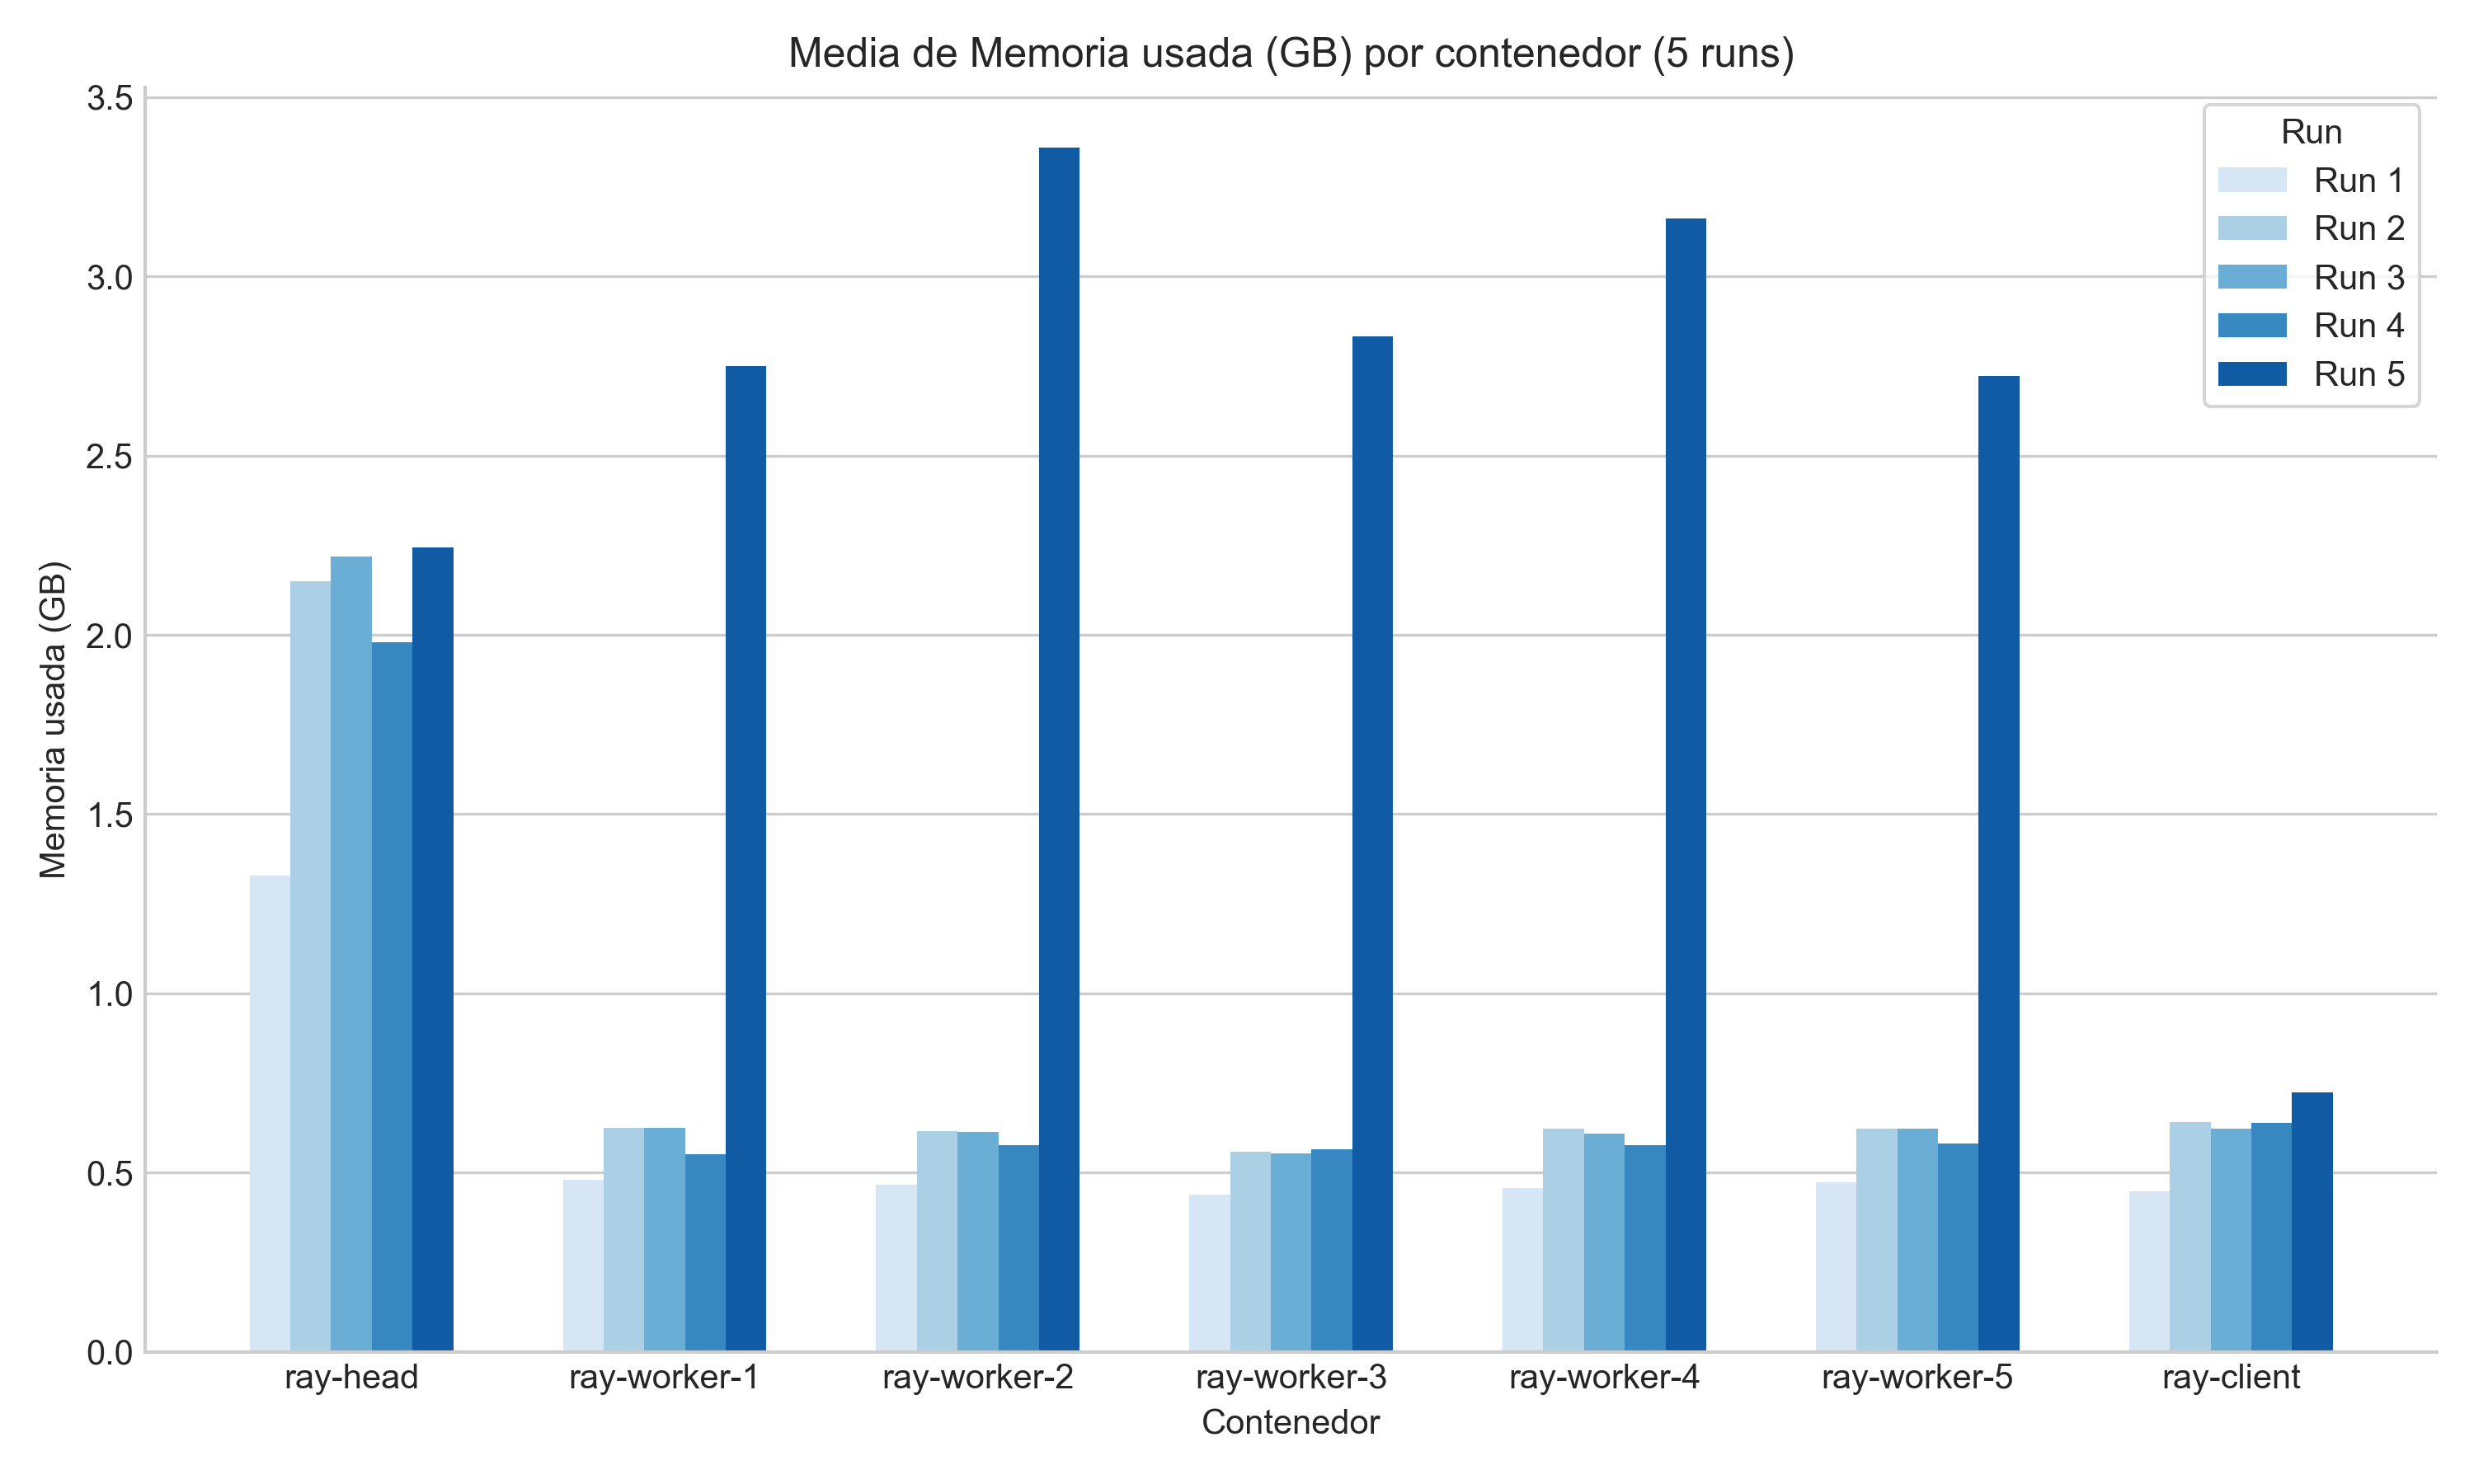 Media de Memoria usada (GB) por contenedor (5 runs)
Run
Run 1
Run 2
Run 3
Run 4
Run 5
Memoria usada (GB)
3.5
3.0
2.5
2.0
1.5
1.0
0.5
0.0
ray-head
ray-worker-1
ray-worker-2
ray-worker-3
ray-worker-4
ray-worker-5
ray-client
Contenedor